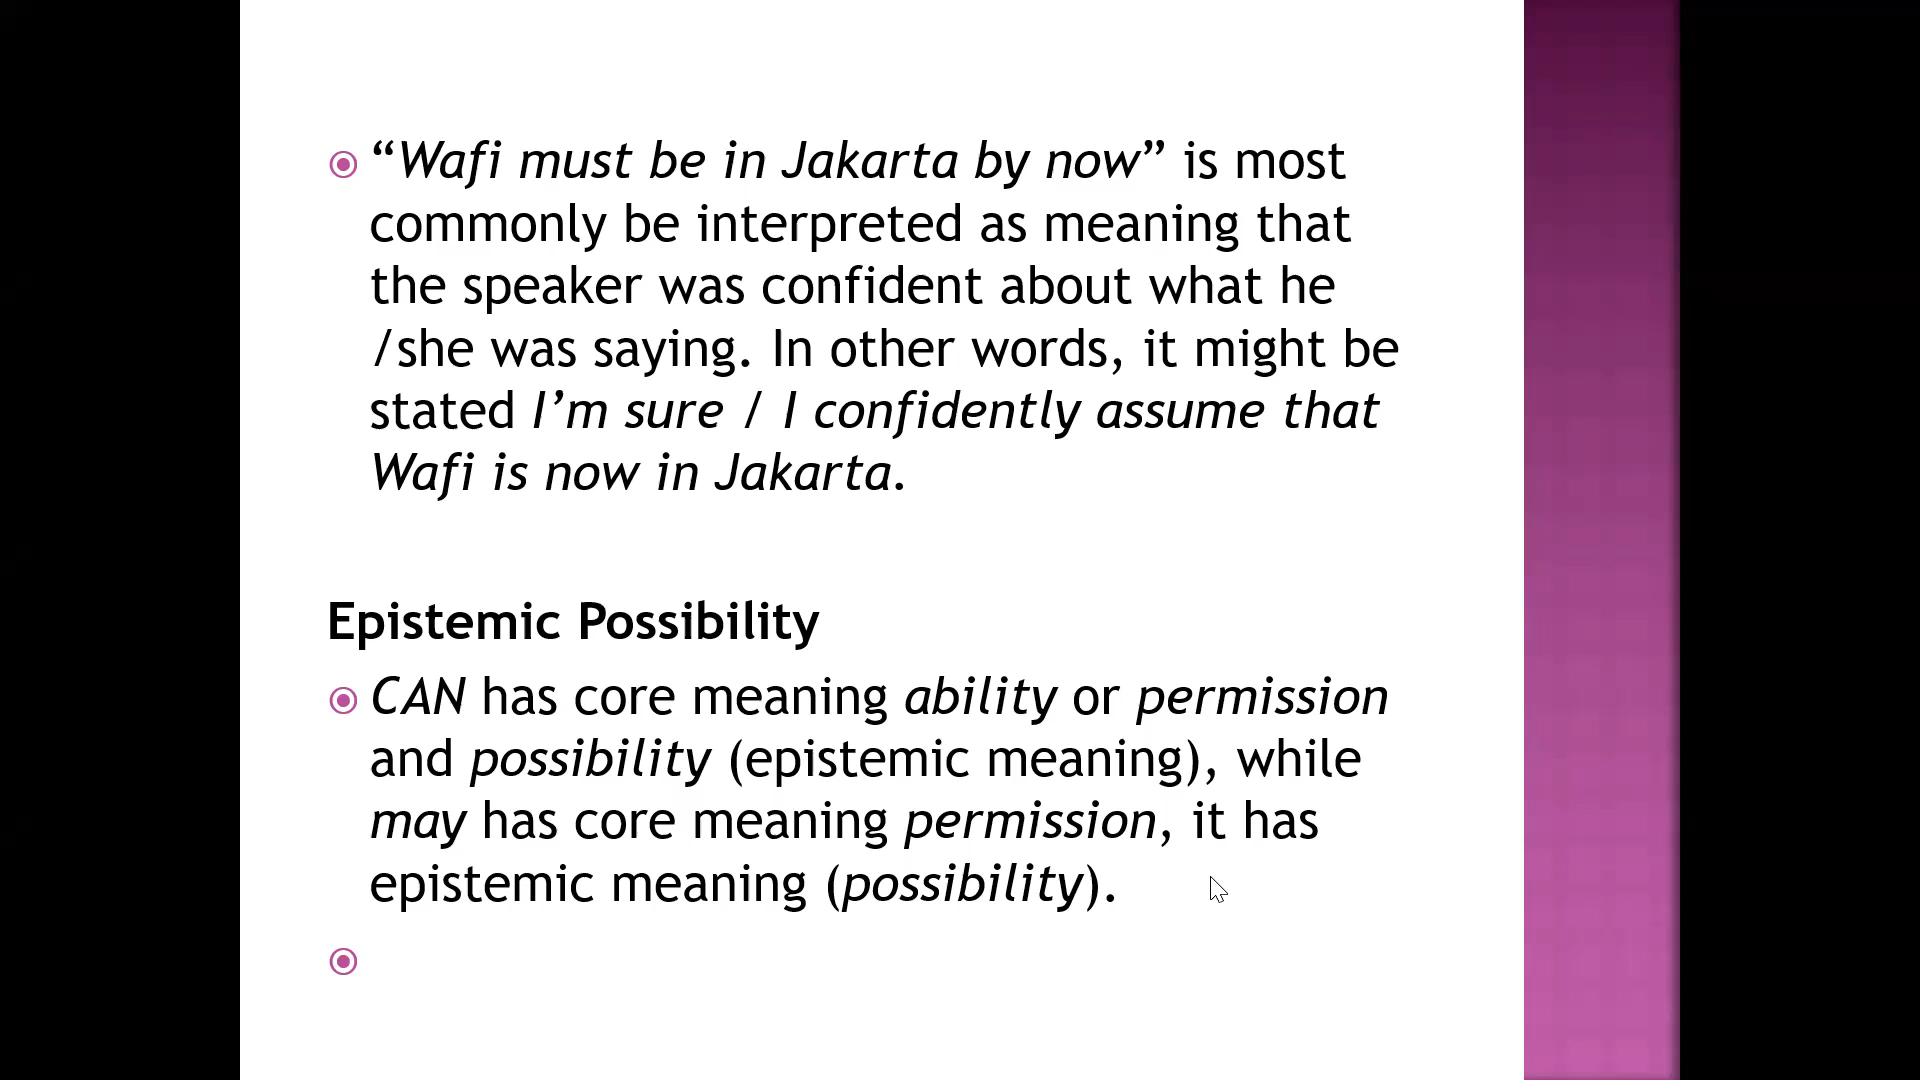 “Wafi must be in Jakarta by now” is most
commonly be interpreted as meaning that
the speaker was confident about what he
/she was saying. In other words, it might be
stated I’m sure / I confidently assume that
Wafi is now in Jakarta.
Epistemic Possibility
CAN has core meaning ability or permission
and possibility (epistemic meaning), while
may has core meaning permission, it has
epistemic meaning (possibility).